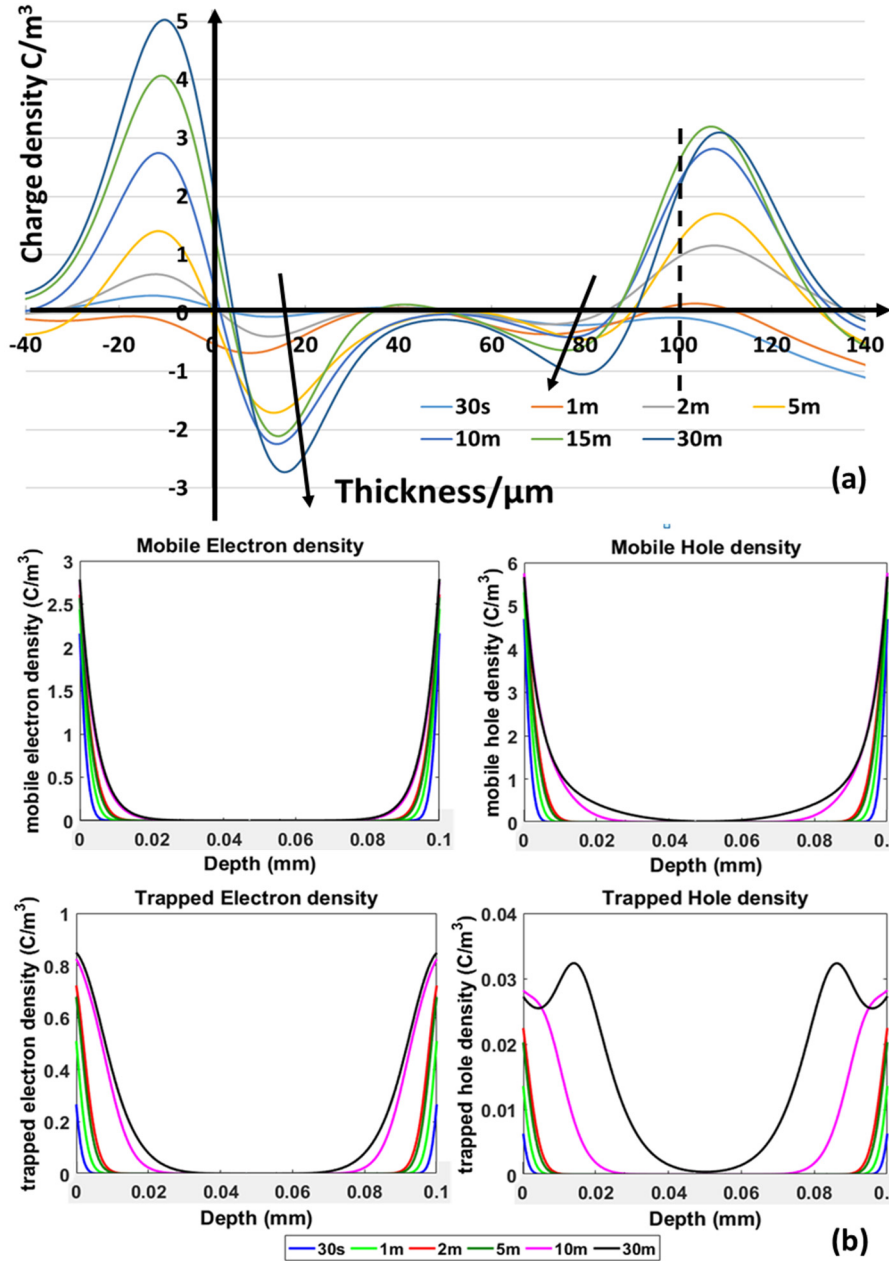 Charge density C/m³
5
4
3
2
1
0
-1
-2
-3
-40 -20 0 20 40 60 80 100 120 140
30s 1m 2m 5m
10m 15m 30m
Thickness/µm
(a)
Mobile Electron density
mobile electron density (C/m³)
3
2.5
2
1.5
1
0.5
0
0 0.02 0.04 0.06 0.08 0.1
Depth (mm)
Mobile Hole density
mobile hole density (C/m³)
6
5
4
3
2
1
0
0 0.02 0.04 0.06 0.08 0.
Depth (mm)
Trapped Electron density
trapped electron density (C/m³)
1
0.8
0.6
0.4
0.2
0
0 0.02 0.04 0.06 0.08 0.1
Depth (mm)
Trapped Hole density
trapped hole density (C/m³)
0.04
0.03
0.02
0.01
0
0 0.02 0.04 0.06 0.08 0.
Depth (mm)
30s 1m 2m 5m 10m 30m
(b)